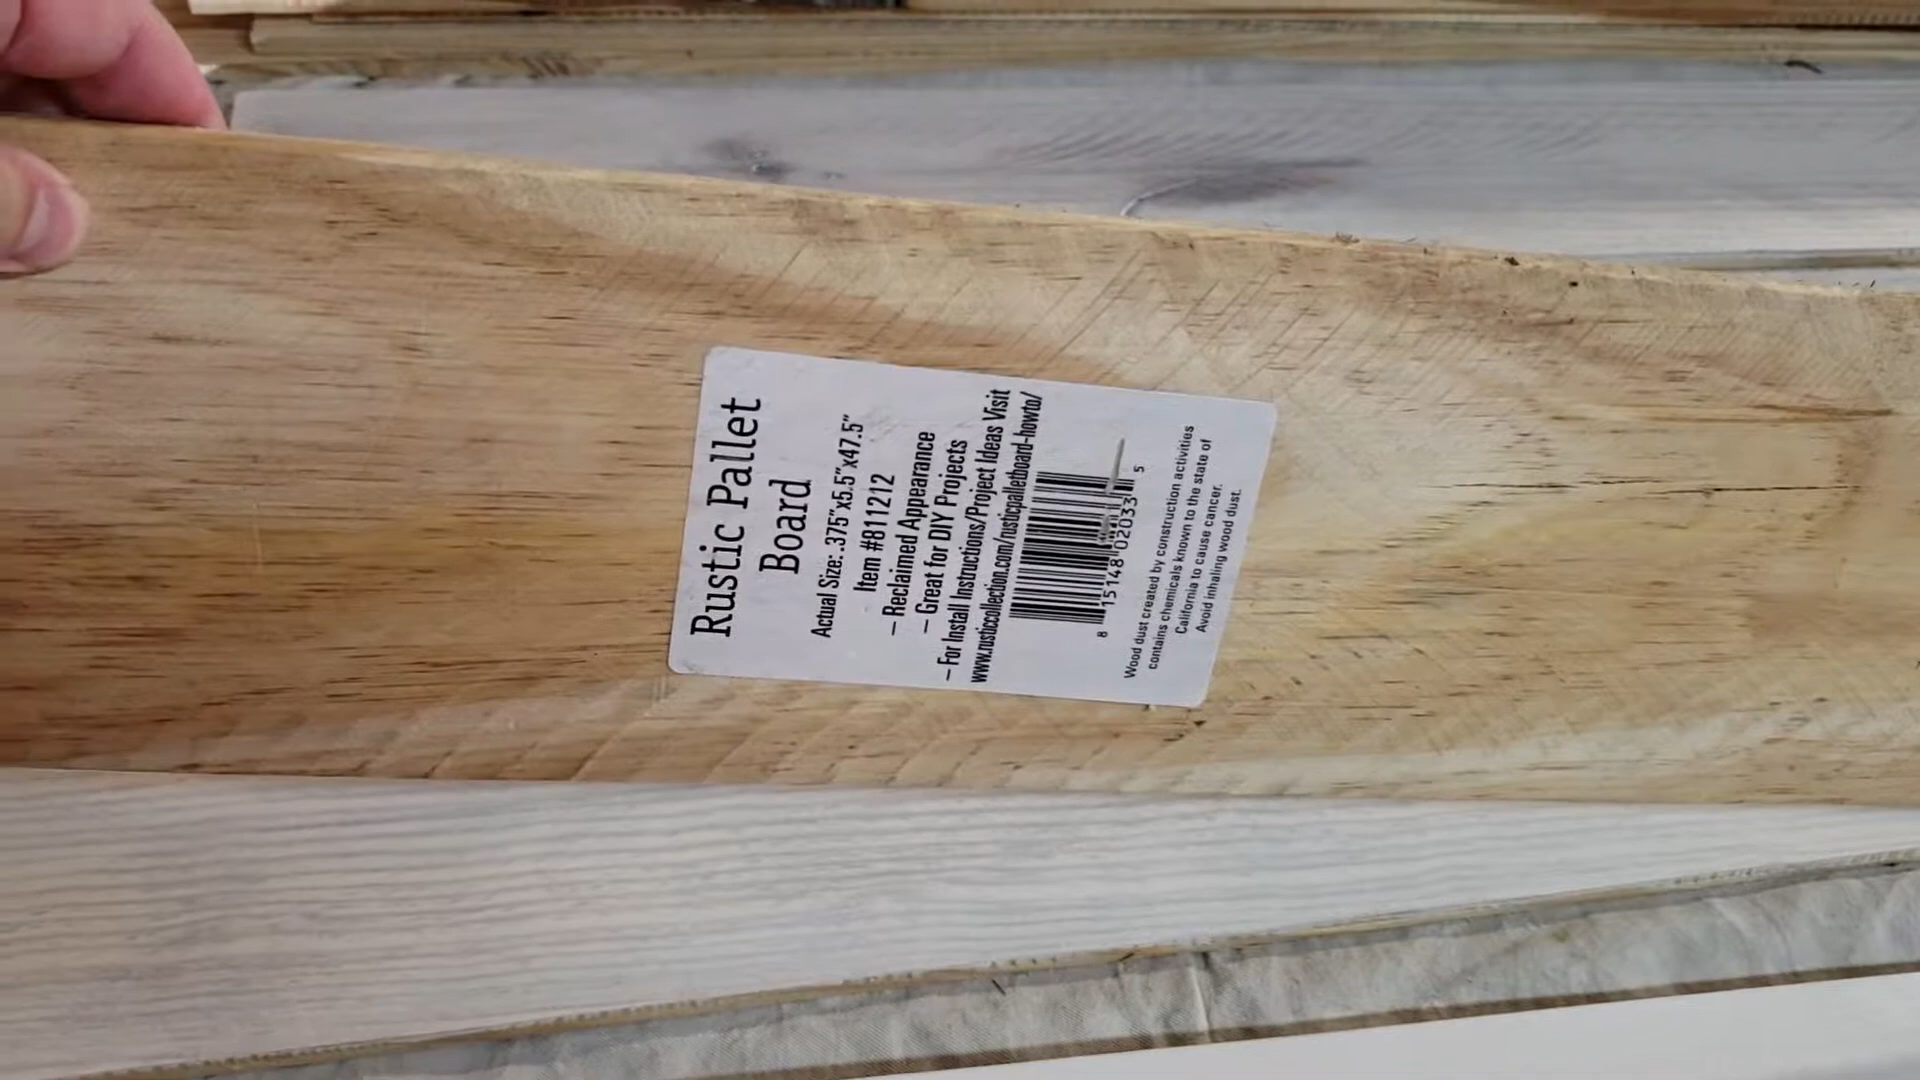 Rustic Pallet
Board
Actual Size: .375"x5.5"x47.5"
Item #811212
– Reclaimed Appearance
– Great for DIY Projects
– For Install Instructions/Project Ideas Visit
www.rusticcollection.com/rusticpalletboard-howto/
8 15148 02033 5
Wood dust created by construction activities
contains chemicals known to the state of
California to cause cancer.
Avoid inhaling wood dust.